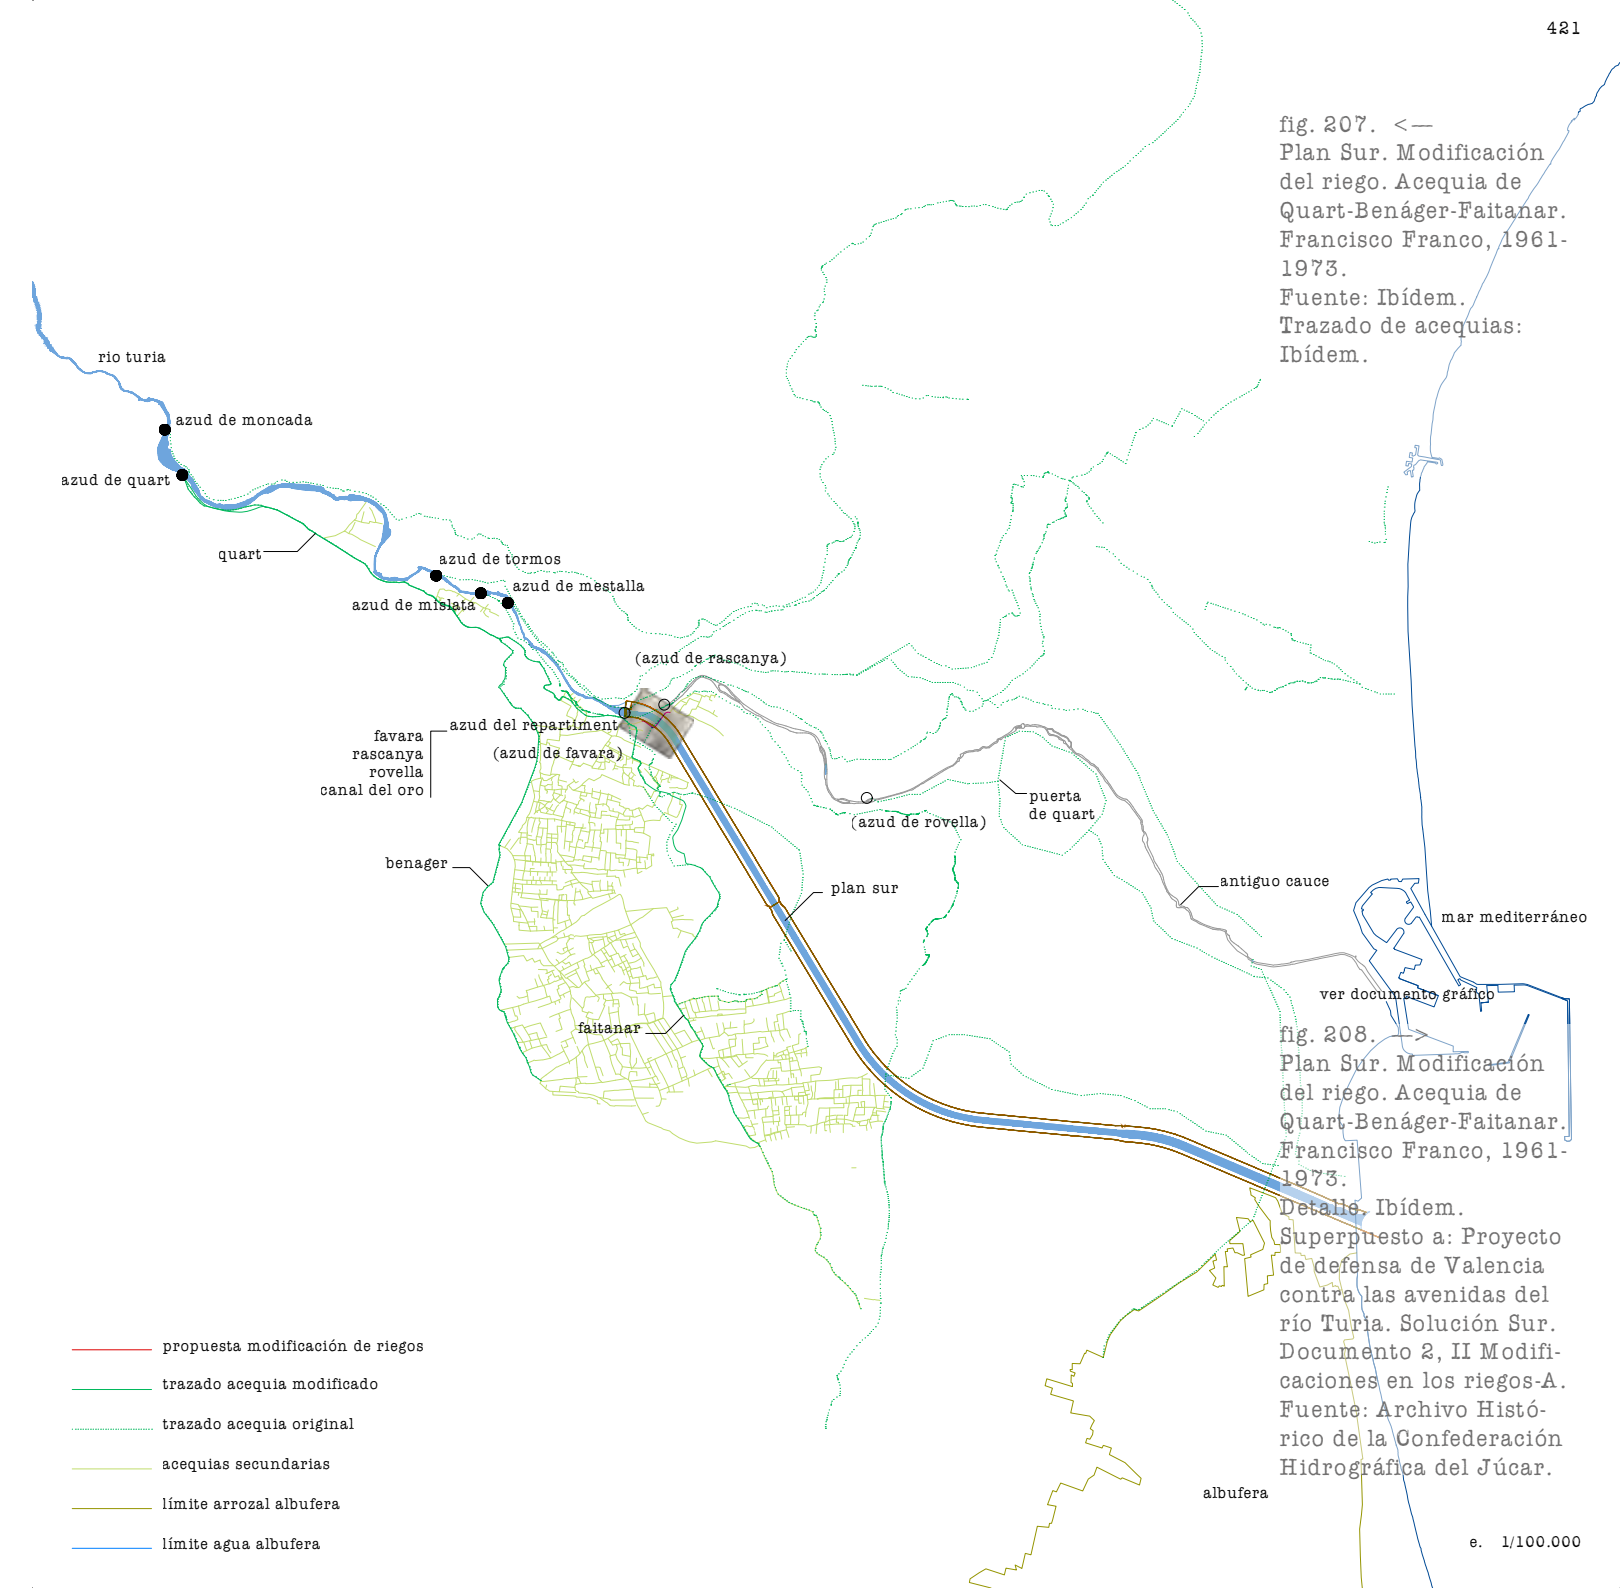 421
fig. 207. <—
Plan Sur. Modificación
del riego. Acequia de
Quart-Benáger-Faitanar.
Francisco Franco, 1961-
1973.
Fuente: Ibídem.
Trazado de acequias:
Ibídem.
rio turia
azud de moncada
azud de quart
quart
azud de tormos
azud de mestalla
azud de mislata
(azud de rascanya)
azud del repartiment
favara
rascanya
rovella
canal del oro
(azud de favara)
puerta
de quart
(azud de rovella)
benager
plan sur
antiguo cauce
mar mediterráneo
ver documento gráfico
faitanar
fig. 208. —>
Plan Sur. Modificación
del riego. Acequia de
Quart-Benáger-Faitanar.
Francisco Franco, 1961-
1973.
Detalle. Ibídem.
Superpuesto a: Proyecto
de defensa de Valencia
contra las avenidas del
río Turia. Solución Sur.
Documento 2, II Modifi-
caciones en los riegos-A.
Fuente: Archivo Histó-
rico de la Confederación
Hidrográfica del Júcar.
propuesta modificación de riegos
trazado acequia modificado
trazado acequia original
acequias secundarias
límite arrozal albufera
límite agua albufera
albufera
e. 1/100.000